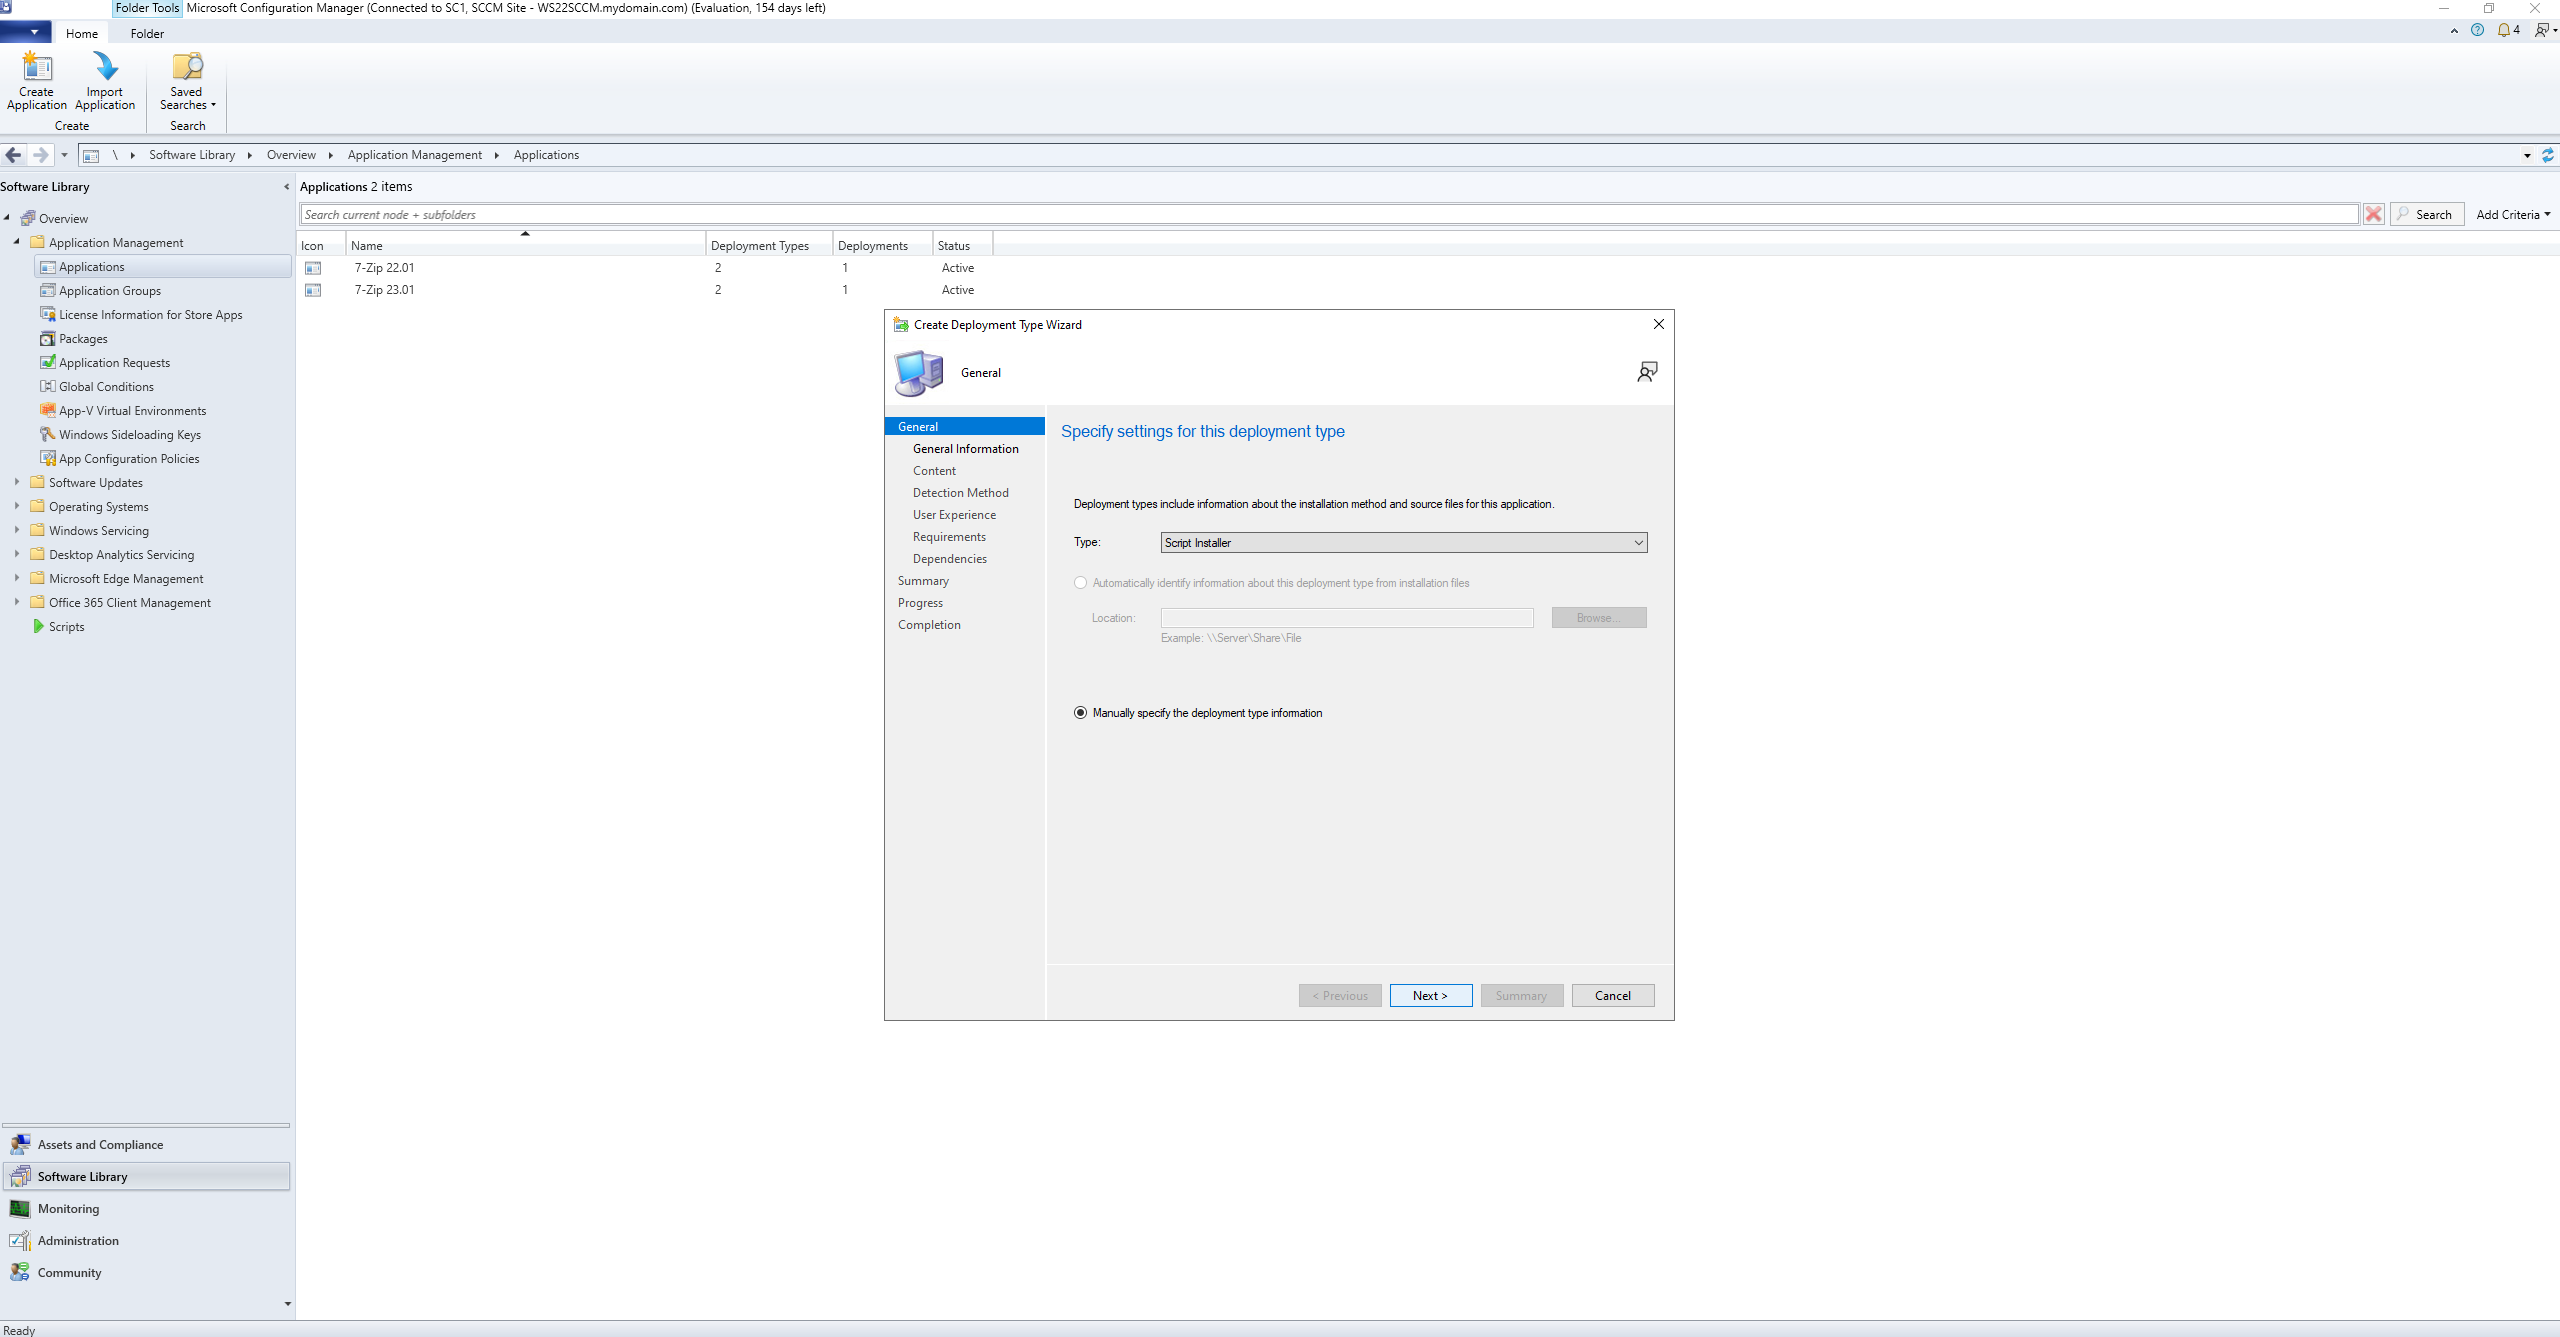 Folder Tools Microsoft Configuration Manager (Connected to SC1, SCCM Site - WS22SCCM.mydomain.com) (Evaluation, 154 days left)
Home Folder
4
Create Application
Import Application
Saved Searches
Create
Search
\ Software Library Overview Application Management Applications
Software Library
Overview
Application Management
Applications
Application Groups
License Information for Store Apps
Packages
Application Requests
Global Conditions
App-V Virtual Environments
Windows Sideloading Keys
App Configuration Policies
Software Updates
Operating Systems
Windows Servicing
Desktop Analytics Servicing
Microsoft Edge Management
Office 365 Client Management
Scripts
Assets and Compliance
Software Library
Monitoring
Administration
Community
Applications 2 items
Search current node + subfolders
Search Add Criteria
Icon Name Deployment Types Deployments Status
7-Zip 22.01 2 1 Active
7-Zip 23.01 2 1 Active
Create Deployment Type Wizard
General
General
General Information
Content
Detection Method
User Experience
Requirements
Dependencies
Summary
Progress
Completion
Specify settings for this deployment type
Deployment types include information about the installation method and source files for this application.
Type: Script Installer
Automatically identify information about this deployment type from installation files
Location: Browse...
Example: \\Server\Share\File
Manually specify the deployment type information
< Previous Next > Summary Cancel
Ready